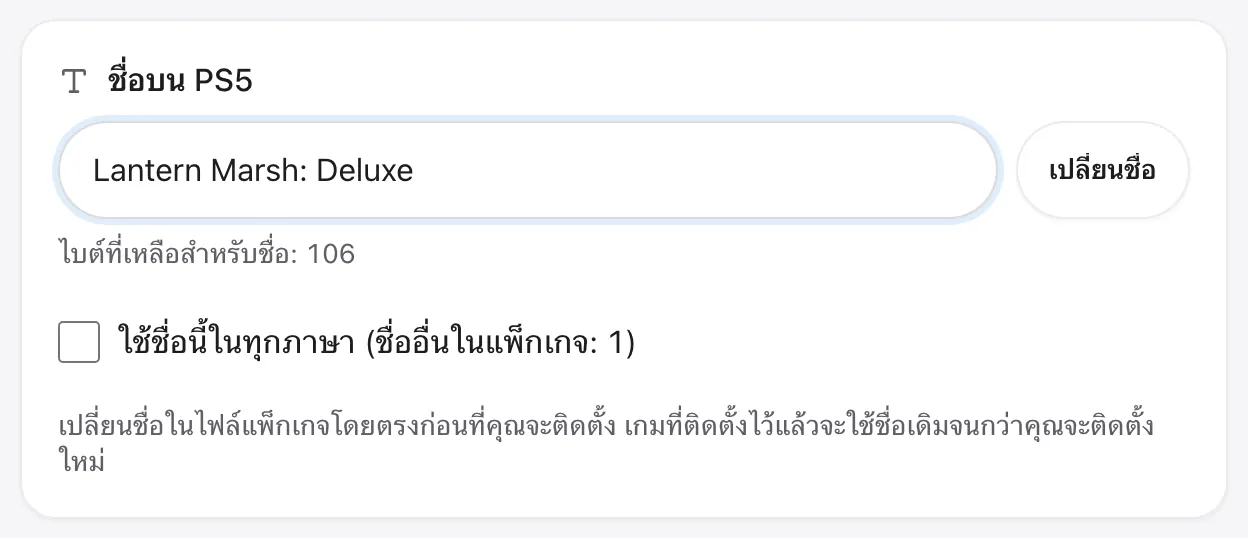 ชื่อบน PS5
Lantern Marsh: Deluxe
เปลี่ยนชื่อ
ไบต์ที่เหลือสำหรับชื่อ: 106
ใช้ชื่อนี้ในทุกภาษา (ชื่ออื่นในแพ็กเกจ: 1)
เปลี่ยนชื่อในไฟล์แพ็กเกจโดยตรงก่อนที่คุณจะติดตั้ง เกมที่ติดตั้งไว้แล้วจะใช้ชื่อเดิมจนกว่าคุณจะติดตั้ง
ใหม่